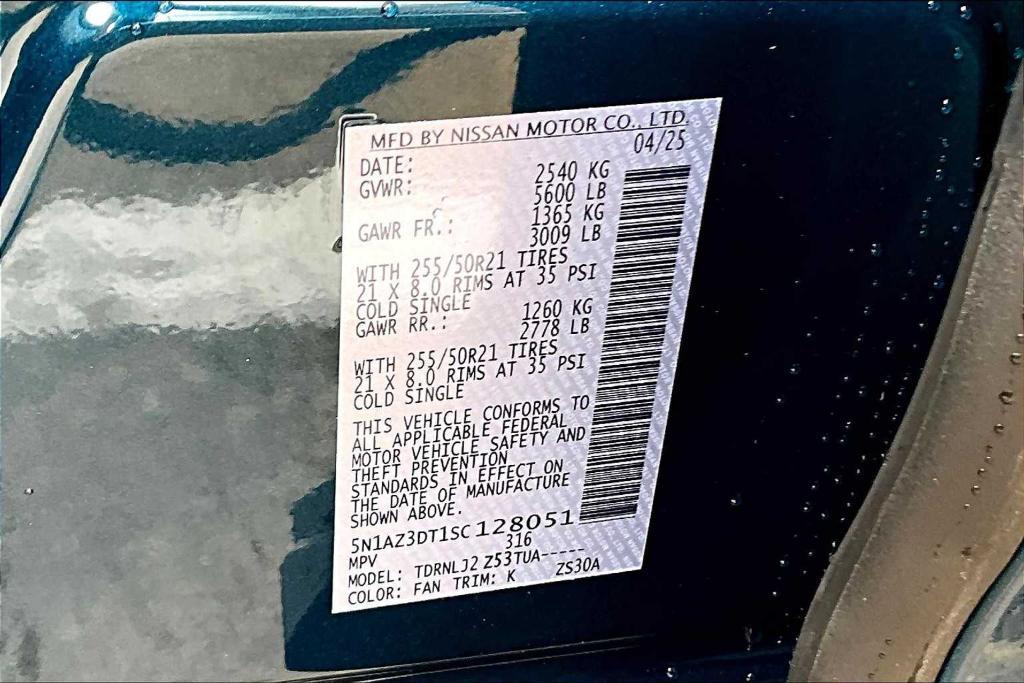 MFD BY NISSAN MOTOR CO., LTD.
DATE: 04/25
GVWR: 2540 KG
5600 LB
GAWR FR.: 1365 KG
3009 LB
WITH 255/50R21 TIRES
21 X 8.0 RIMS AT 35 PSI
COLD SINGLE
GAWR RR.: 1260 KG
2778 LB
WITH 255/50R21 TIRES
21 X 8.0 RIMS AT 35 PSI
COLD SINGLE
THIS VEHICLE CONFORMS TO
ALL APPLICABLE FEDERAL
MOTOR VEHICLE SAFETY AND
THEFT PREVENTION
STANDARDS IN EFFECT ON
THE DATE OF MANUFACTURE
SHOWN ABOVE.
5N1AZ3DT1SC128051
MPV 316
MODEL: TDRNLJ2 Z53TUA-----
COLOR: FAN TRIM: K ZS30A